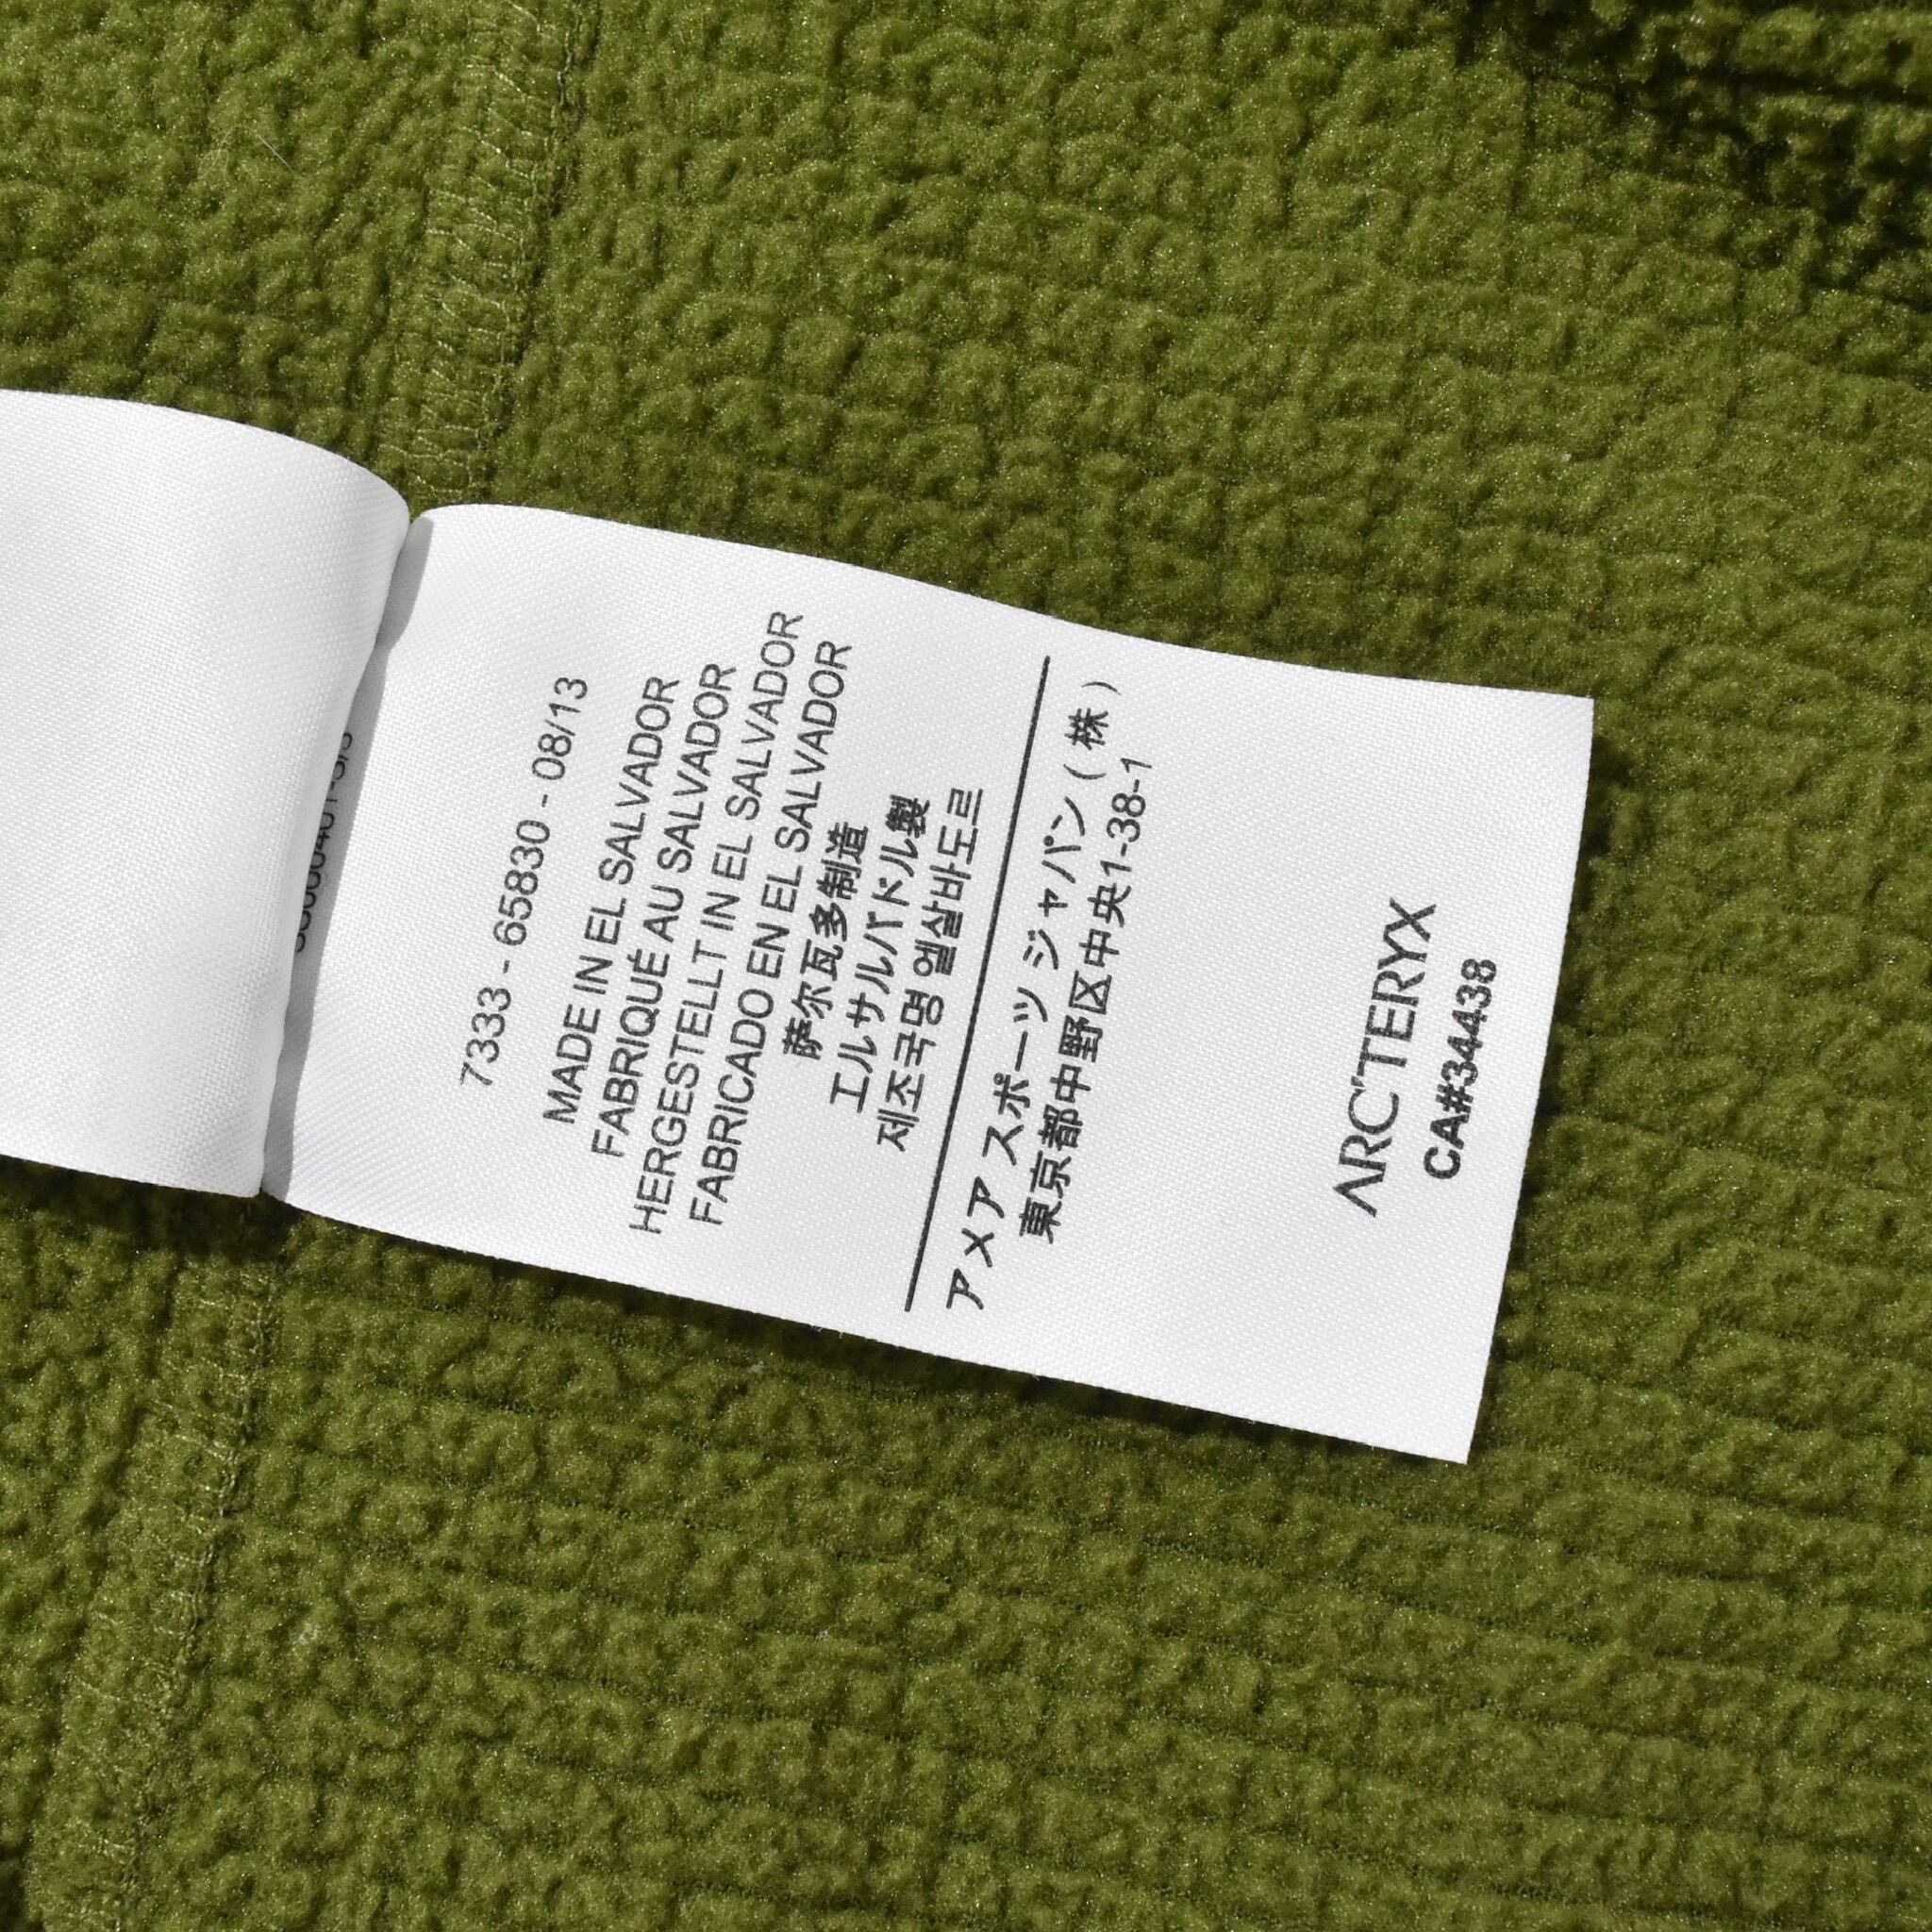 7333 - 65830 - 08/13
MADE IN EL SALVADOR
FABRIQUÉ AU SALVADOR
HERGESTELLT IN EL SALVADOR
FABRICADO EN EL SALVADOR
萨尔瓦多制造
エルサルバドル製
제조국명 엘살바도르
アメア スポーツ ジャパン ( 株 )
東京都中野区中央1-38-1
ARC'TERYX
CA#34438